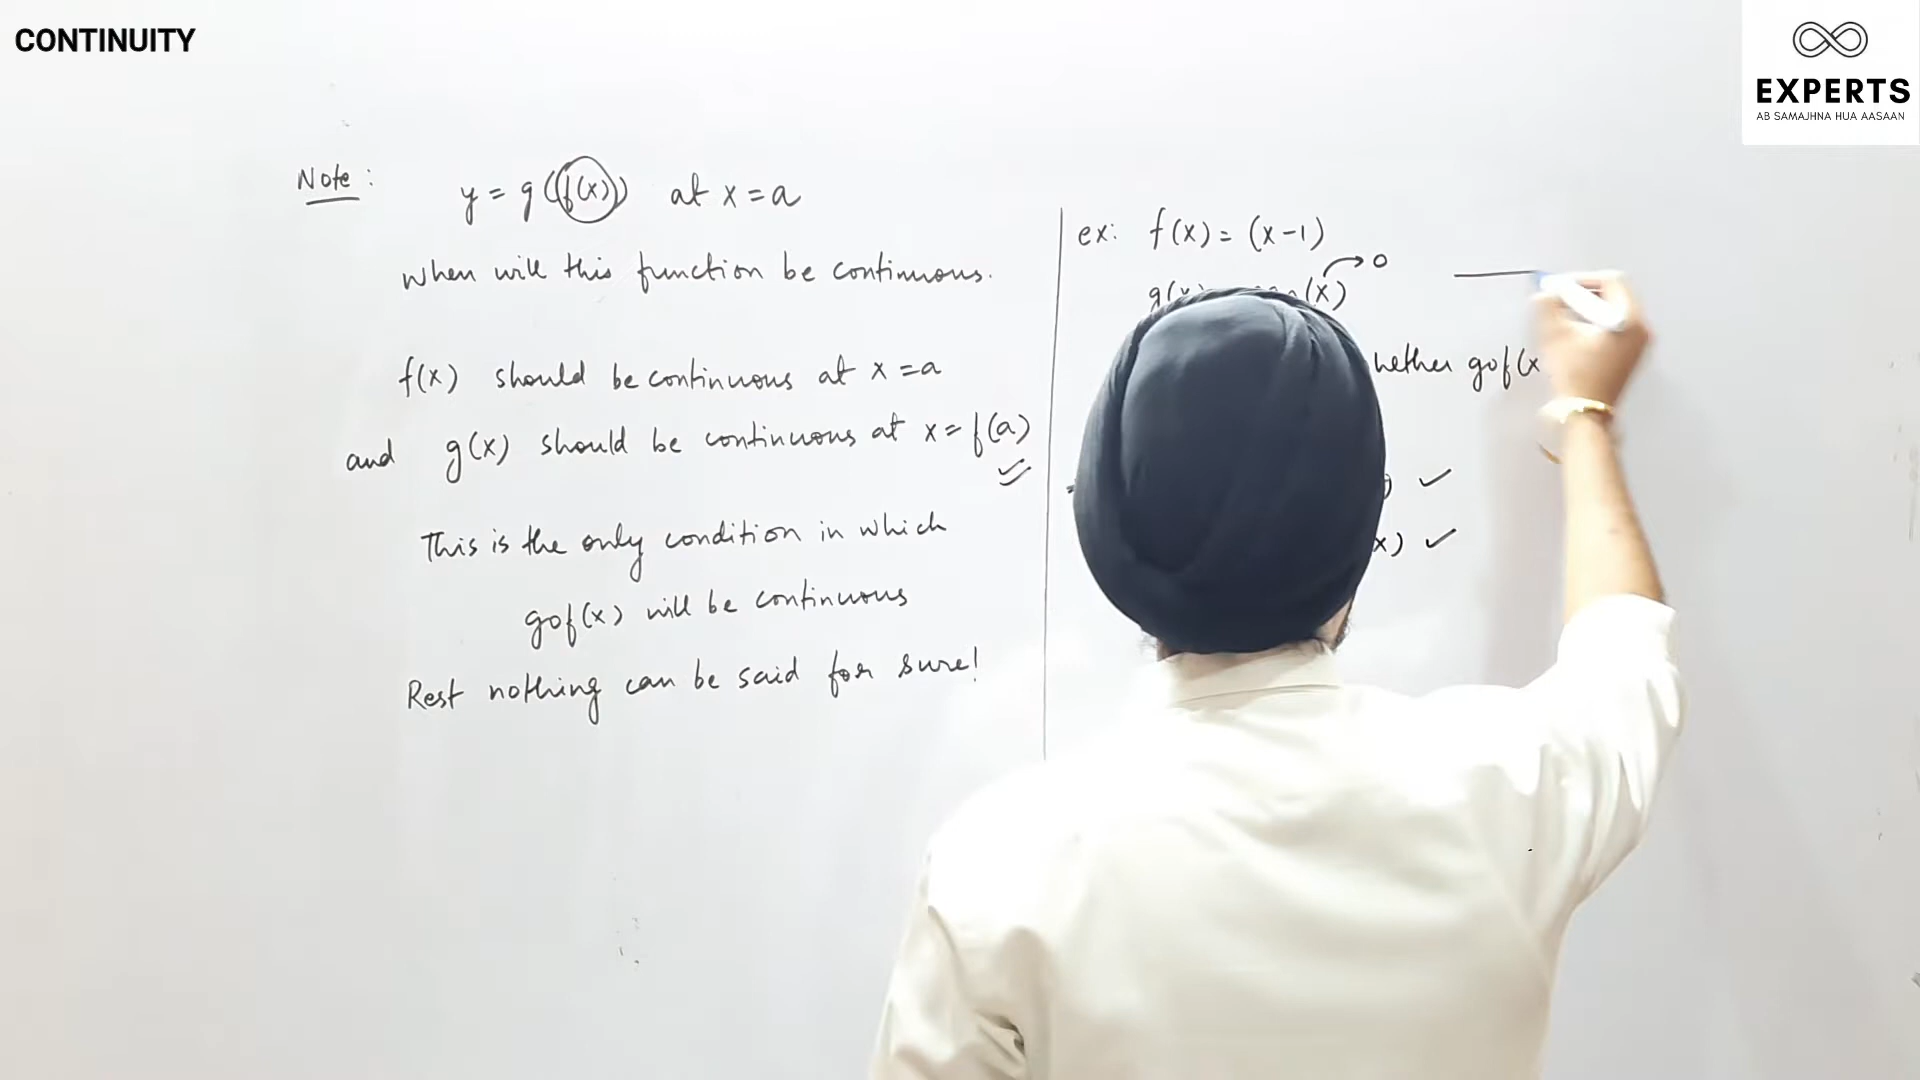 CONTINUITY
EXPERTS
AB SAMAJHNA HUA AASAAN
Note :
y = g(f(x)) at x = a
when will this function be continuous.
f(x) should be continuous at x = a
and g(x) should be continuous at x = f(a)
This is the only condition in which
gof(x) will be continuous
Rest nothing can be said for sure!
ex: f(x) = (x-1)
0
g(x) (x)
hether gof(x
) ✓
x) ✓